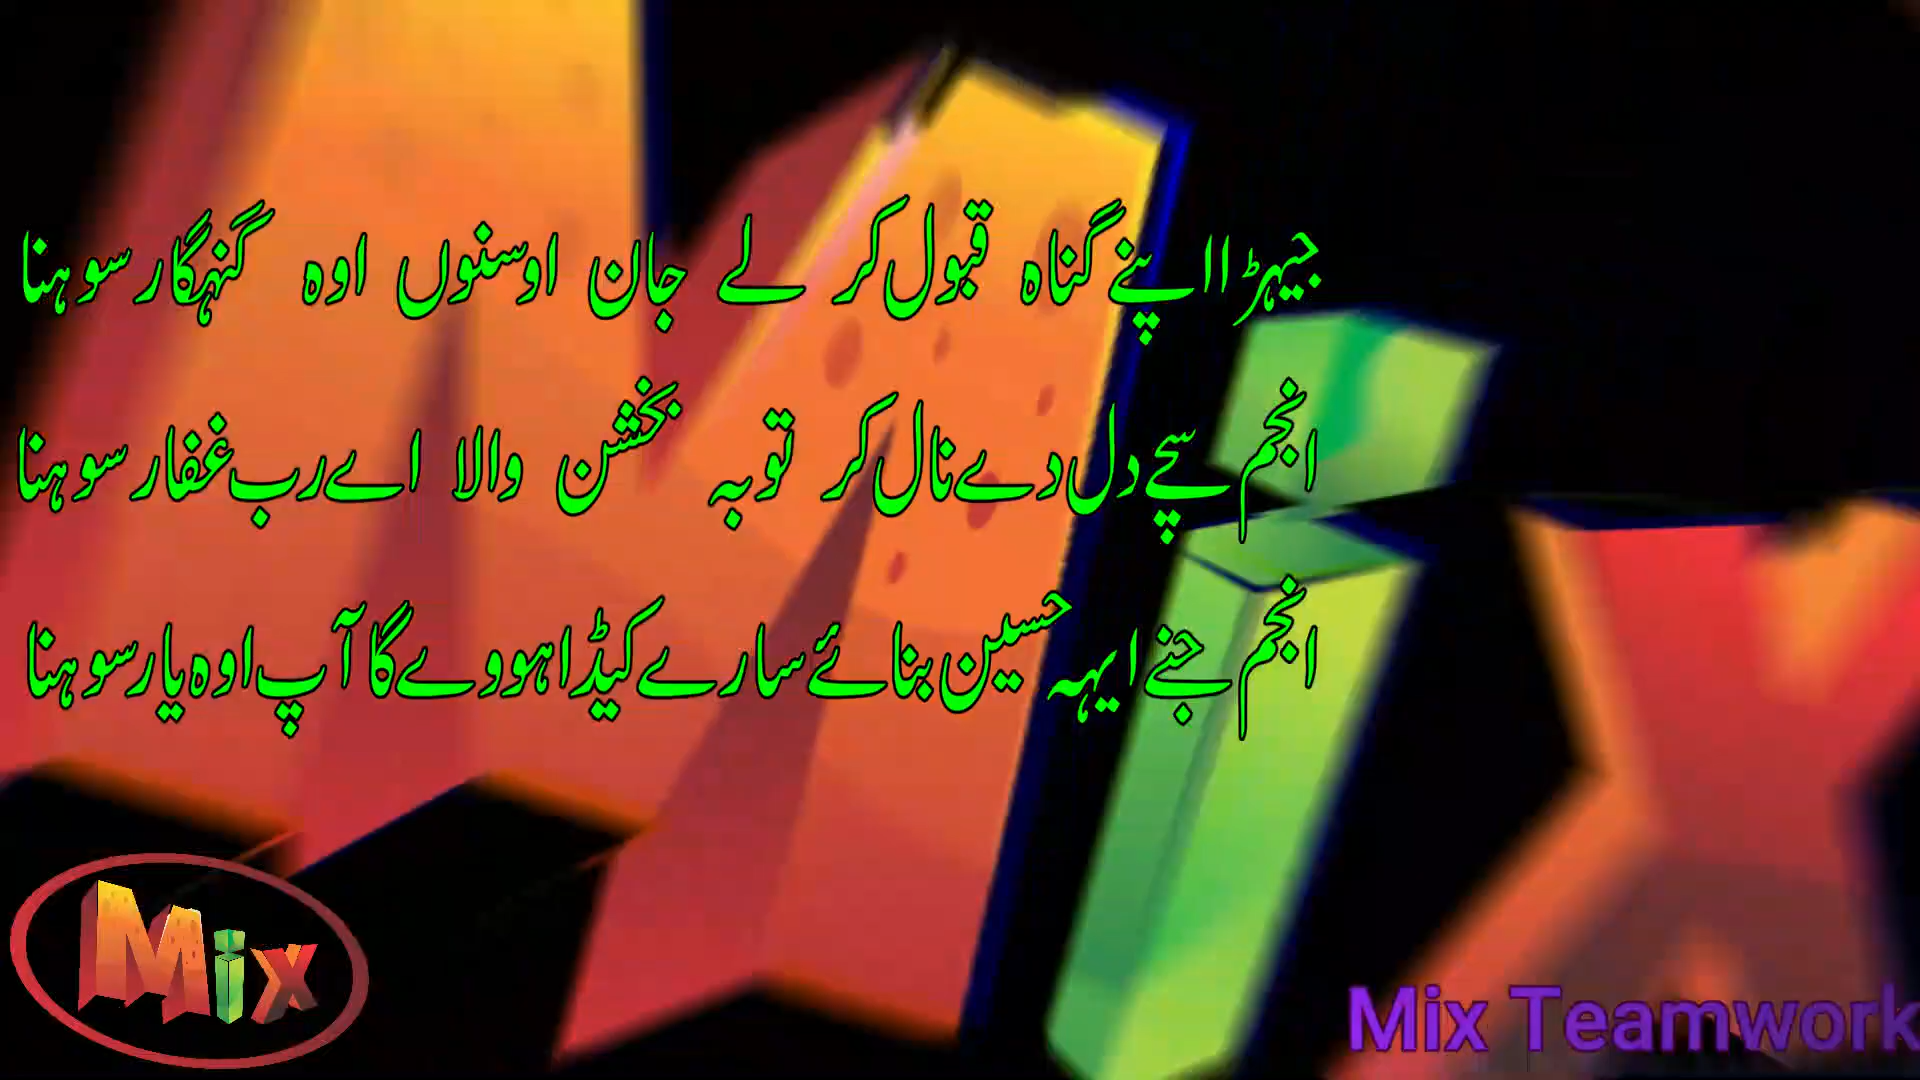 جیہڑا اپنے گناہ قبول کر لے جان اوسنوں اوہ گنہگار سوہنا
انجم سچے دل دے نال کر توبہ بخشن والا اے رب غفار سوہنا
انجم جنے ایہہ حسین بنائے سارے کیڈا ہووے گا آپ اوہ یار سوہنا
Mix
Mix Teamwork